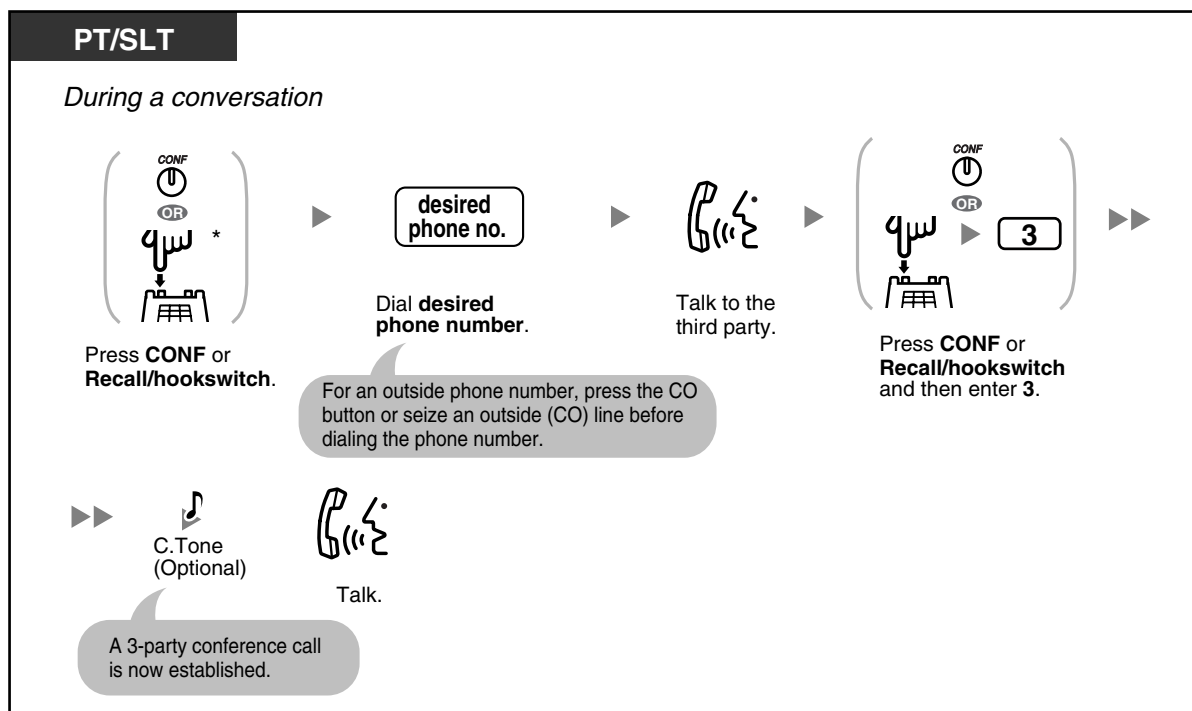 PT/SLT
During a conversation
CONF
OR
*
Press CONF or
Recall/hookswitch.
desired
phone no.
Dial desired
phone number.
For an outside phone number, press the CO
button or seize an outside (CO) line before
dialing the phone number.
Talk to the
third party.
CONF
OR
3
Press CONF or
Recall/hookswitch
and then enter 3.
C.Tone
(Optional)
A 3-party conference call
is now established.
Talk.